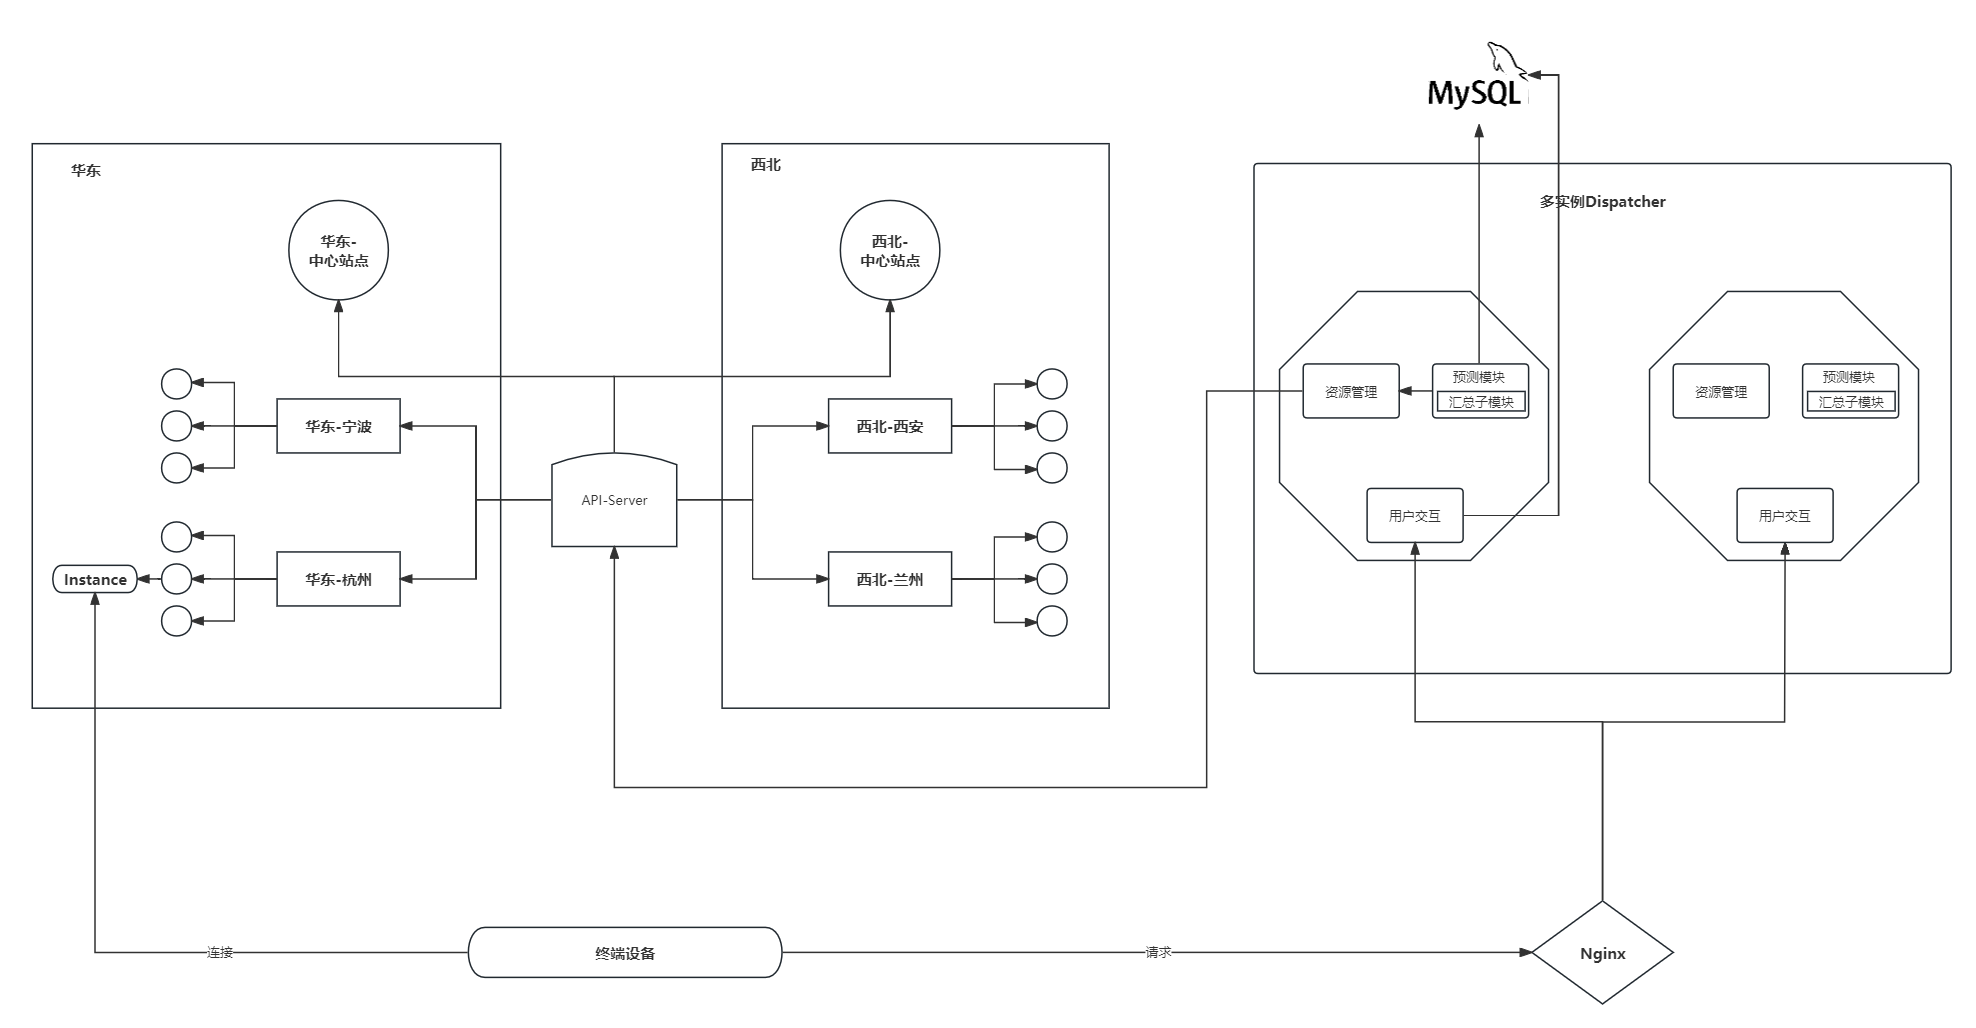 MySQL
华东
西北
多实例Dispatcher
华东-
中心站点
西北-
中心站点
资源管理
预测模块
汇总子模块
资源管理
预测模块
汇总子模块
华东-宁波
西北-西安
API-Server
用户交互
用户交互
Instance
华东-杭州
西北-兰州
连接
终端设备
请求
Nginx